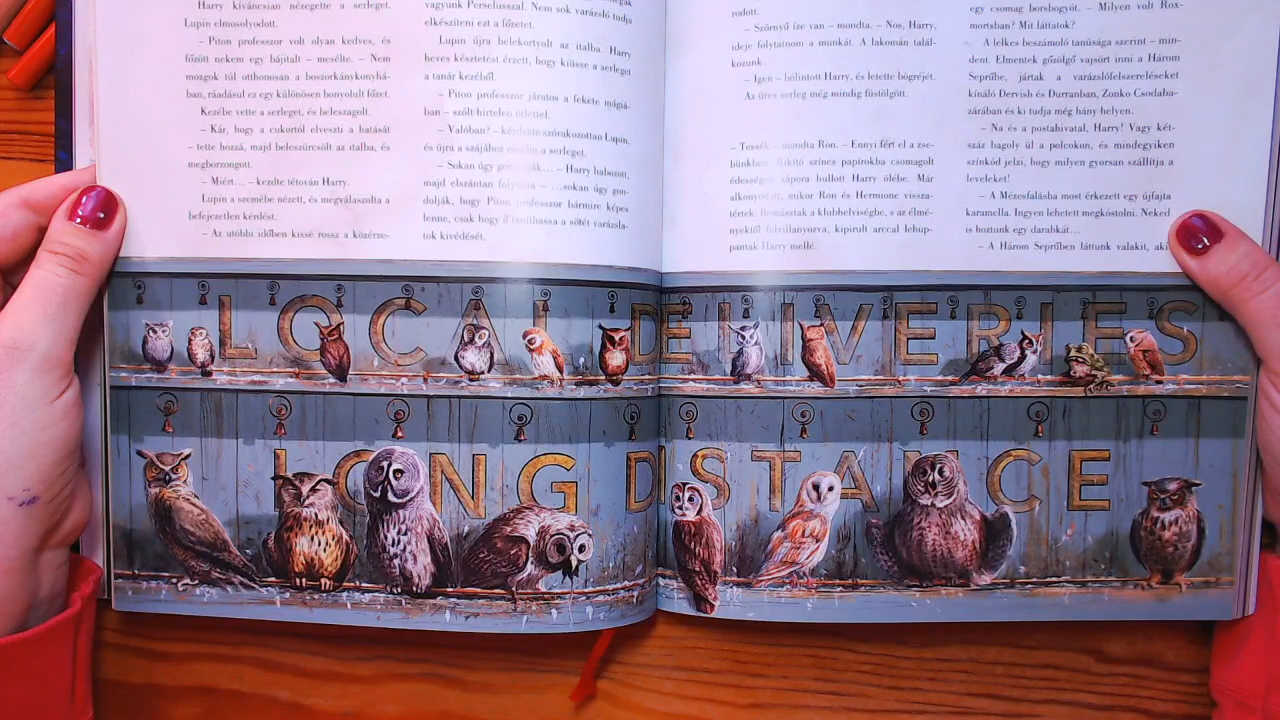 Harry kíváncsian nézegette a serleget.
Lupin elmosolyodott.
– Piton professzor volt olyan kedves, és
főzött nekem egy bájitalt – mesélte. – Nem
mozgok túl otthonosan a boszorkánykonyhá-
ban, ráadásul ez egy különösen bonyolult főzet.
Kezébe vette a serleget, és beleszagolt.
– Kár, hogy a cukortól elveszti a hatását
– tette hozzá, majd beleszürcsölt az italba, és
megborzongott.
– Miért… – kezdte tétován Harry.
Lupin a szemébe nézett, és megválaszolta a
befejezetlen kérdést.
– Az utóbbi időben kissé rossz a közérze-
vagyunk Perselusszal. Nem sok varázsló tudja
elkészíteni ezt a főzetet.
Lupin újra belekortyolt az italba. Harry
heves késztetést érzett, hogy kiüsse a serleget
a tanár kezéből.
– Piton professzor járatos a fekete mágiá-
ban – szólt hirtelen ötlettel.
– Valóban? – kérdezte szórakozottan Lupin,
és újra a szájához emelte a serleget.
– Sokan úgy gondolják… – Harry habozott,
majd elszántan folytatta – …sokan úgy gon-
dolják, hogy Piton professzor bármire képes
lenne, csak hogy ő taníthassa a sötét varázsla-
tok kivédését.
rodott.
– Szörnyű íze van – mondta. – Nos, Harry,
ideje folytatnom a munkát. A lakomán talál-
kozunk.
– Igen – bólintott Harry, és letette bögréjét.
Az üres serleg még mindig füstölgött.
– Tessék – mondta Ron. – Ennyi fért el a zse-
bünkben. Rikító színes papírokba csomagolt
édességek zápora hullott Harry ölébe. Már
alkonyodott, mikor Ron és Hermione vissza-
tértek. Berontottak a klubhelyiségbe, s az élmé-
nyektől felvillanyozva, kipirult arccal lehup-
pantak Harry mellé.
egy csomag borsbogyót. – Milyen volt Rox-
mortsban? Mit láttatok?
A lelkes beszámoló tanúsága szerint – min-
dent. Elmentek gőzölgő vajsört inni a Három
Seprűbe, jártak a varázslófelszereléseket
kínáló Dervish és Durranban, Zonko Csodaba-
zárában és ki tudja még hány helyen.
– Na és a postahivatal, Harry! Vagy két-
száz bagoly ül a polcokon, és mindegyiken
színkód jelzi, hogy milyen gyorsan szállítja a
leveleket!
– A Mézesfalásba most érkezett egy újfajta
karamella. Ingyen lehetett megkóstolni. Neked
is hoztunk egy darabkát…
– A Három Seprűben láttunk valakit, aki
LOCAL DELIVERIES
LONG DISTANCE